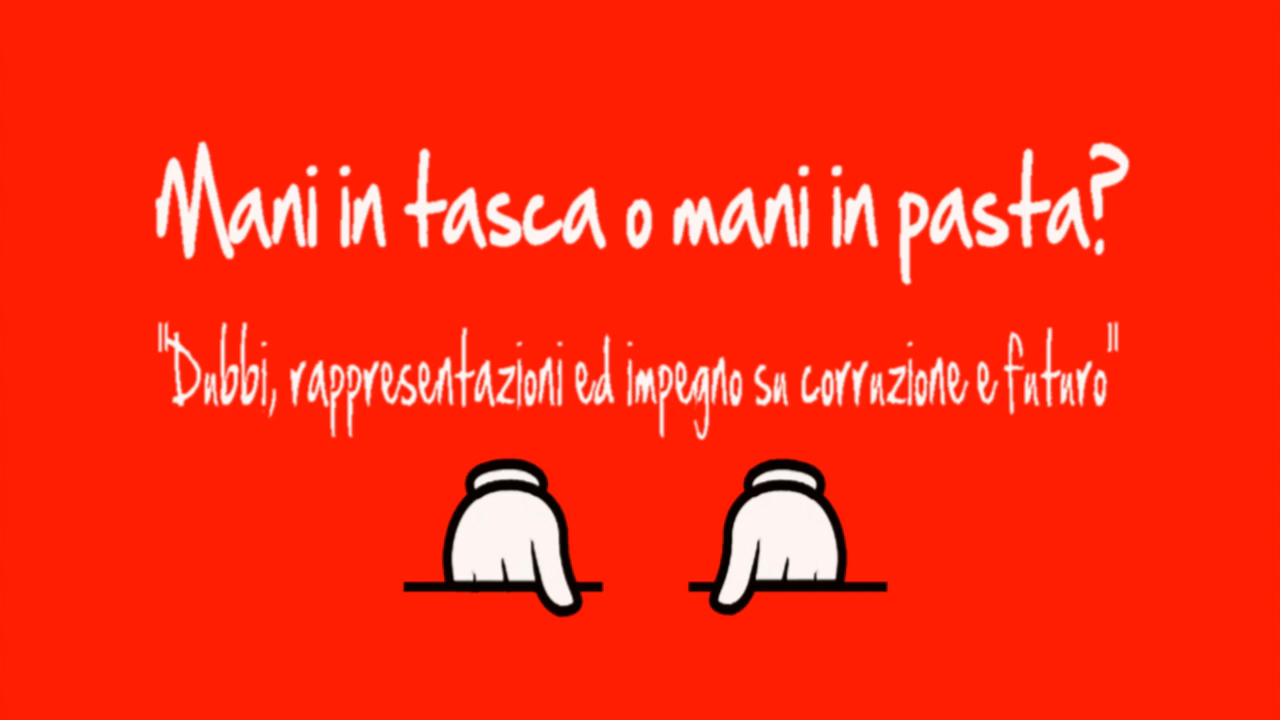 Mani in tasca o mani in pasta?
"Dubbi, rappresentazioni ed impegno su corruzione e futuro"